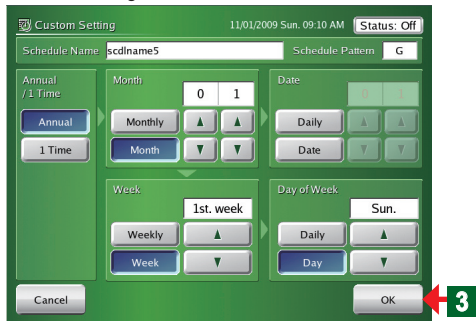 Custom Setting 11/01/2009 Sun. 09:10 AM Status: Off
Schedule Name scdlname5 Schedule Pattern G
Annual
/1 Time
Annual
1 Time
Month
0 1
Monthly
Month
Date
0 1
Daily
Date
Week
1st. week
Weekly
Week
Day of Week
Sun.
Daily
Day
Cancel OK 3